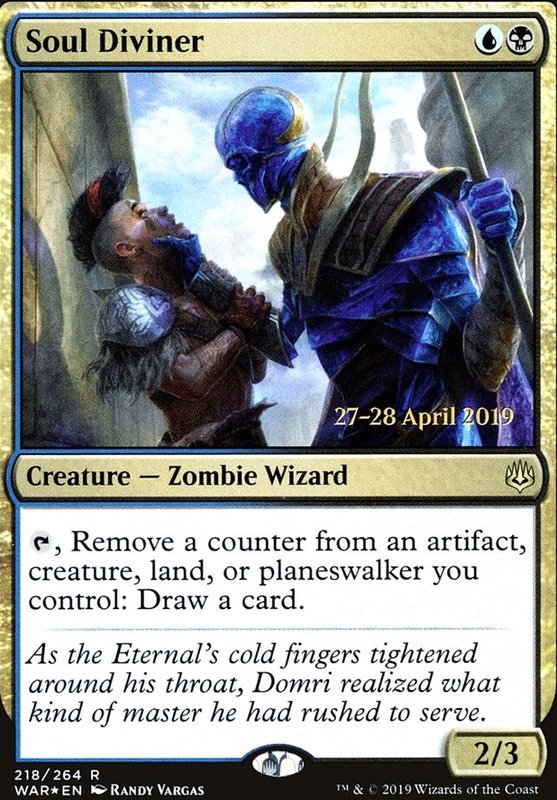 Soul Diviner
27–28 April 2019
Creature — Zombie Wizard
, Remove a counter from an artifact,
creature, land, or planeswalker you
control: Draw a card.
As the Eternal's cold fingers tightened
around his throat, Domri realized what
kind of master he had rushed to serve.
2/3
218/264 R
WAR★EN Randy Vargas
™ & © 2019 Wizards of the Coast